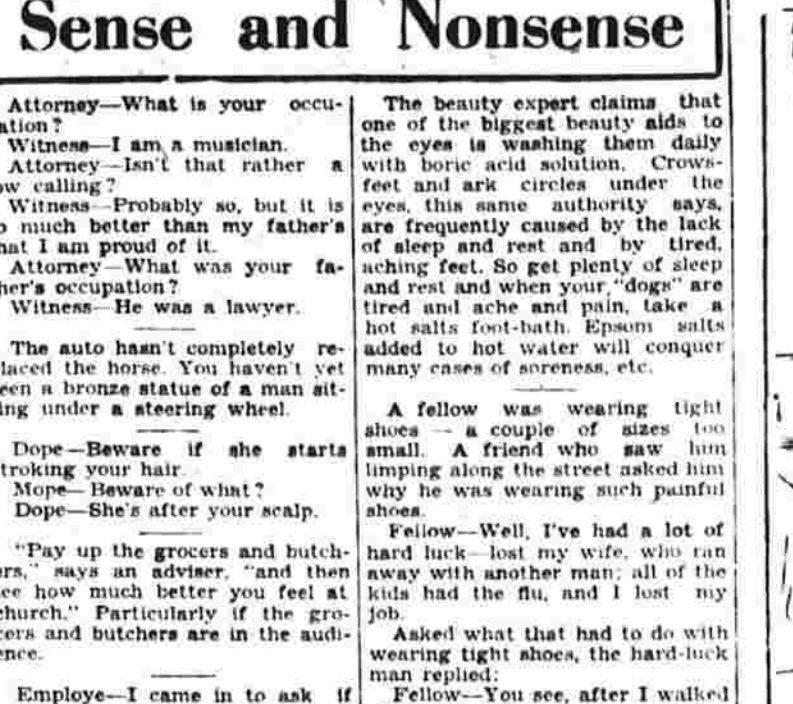 Sense and Nonsense
Attorney—What is your occu-
ation?
Witness—I am a musician.
Attorney—Isn't that rather a
ow calling?
Witness—Probably so, but it is
o much better than my father's
hat I am proud of it.
Attorney—What was your fa-
her's occupation?
Witness—He was a lawyer.
The auto hasn't completely re-
laced the horse. You haven't yet
een a bronze statue of a man sit-
ing under a steering wheel.
Dope—Beware if she starts
troking your hair.
Mope—Beware of what?
Dope—She's after your scalp.
"Pay up the grocers and butch-
ers," says an adviser, "and then
ee how much better you feel at
church." Particularly if the gro-
cers and butchers are in the audi-
ence.
Employe—I came in to ask if
The beauty expert claims that
one of the biggest beauty aids to
the eyes is washing them daily
with boric acid solution. Crows-
feet and ark circles under the
eyes, this same authority says,
are frequently caused by the lack
of sleep and rest and by tired,
aching feet. So get plenty of sleep
and rest and when your "dogs" are
tired and ache and pain, take a
hot salts foot-bath. Epsom salts
added to hot water will conquer
many cases of soreness, etc.
A fellow was wearing tight
shoes — a couple of sizes too
small. A friend who saw him
limping along the street asked him
why he was wearing such painful
shoes.
Fellow—Well, I've had a lot of
hard luck—lost my wife, who ran
away with another man; all of the
kids had the flu, and I lost my
job.
Asked what that had to do with
wearing tight shoes, the hard-luck
man replied:
Fellow—You see, after I walked